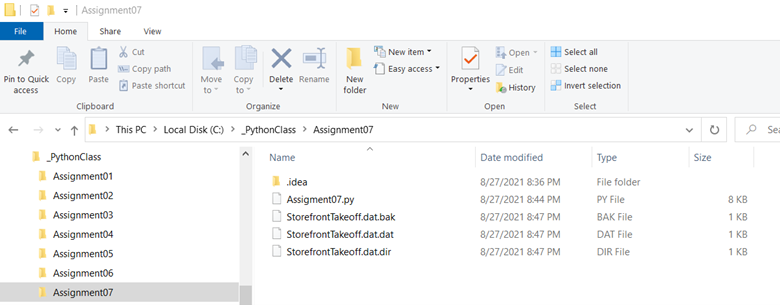 Assignment07
File Home Share View
Pin to Quick access
Copy
Paste
Cut
Copy path
Paste shortcut
Clipboard
Move to
Copy to
Delete
Rename
Organize
New folder
New item
Easy access
New
Properties
Open
Edit
History
Open
Select all
Select none
Invert selection
Select
This PC > Local Disk (C:) > _PythonClass > Assignment07
Sea
_PythonClass
Assignment01
Assignment02
Assignment03
Assignment04
Assignment05
Assignment06
Assignment07
Name Date modified Type Size
.idea 8/27/2021 8:36 PM File folder
Assigment07.py 8/27/2021 8:44 PM PY File 8 KB
StorefrontTakeoff.dat.bak 8/27/2021 8:47 PM BAK File 1 KB
StorefrontTakeoff.dat.dat 8/27/2021 8:47 PM DAT File 1 KB
StorefrontTakeoff.dat.dir 8/27/2021 8:47 PM DIR File 1 KB